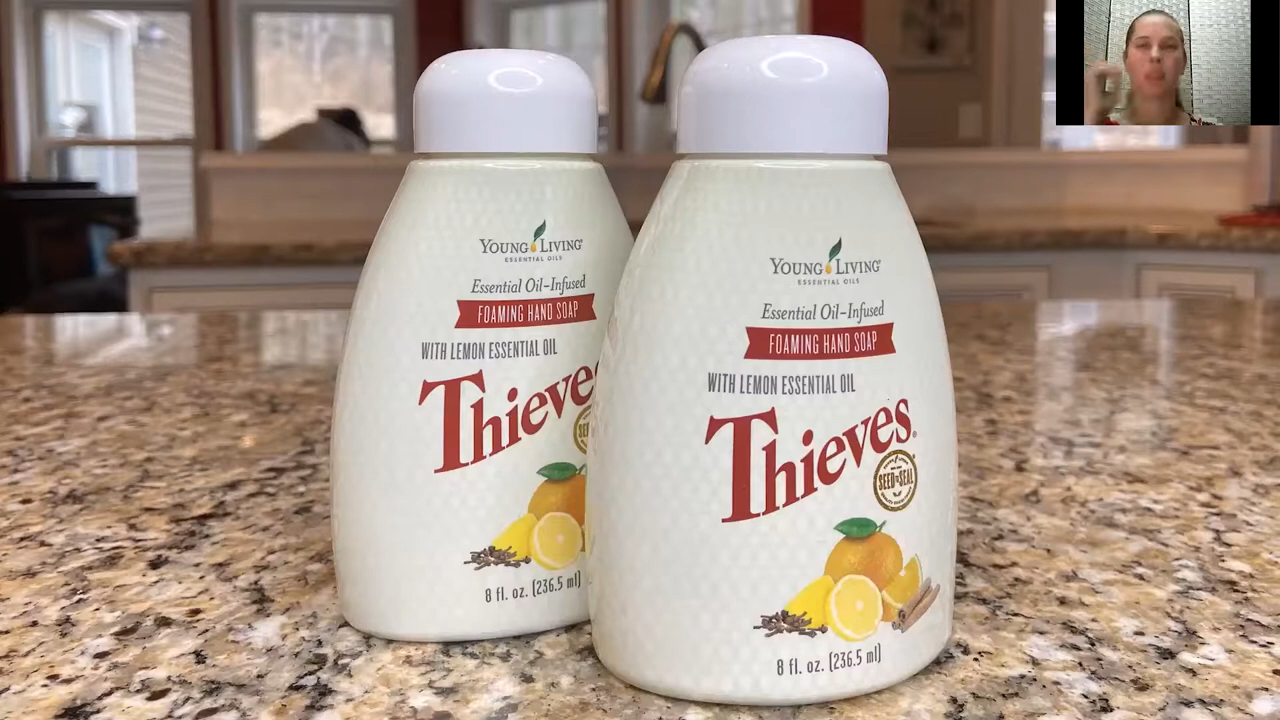 YOUNG LIVING
ESSENTIAL OILS
Essential Oil-Infused
FOAMING HAND SOAP
WITH LEMON ESSENTIAL OIL
Thieves
8 fl. oz. (236.5 ml)
YOUNG LIVING®
ESSENTIAL OILS
Essential Oil-Infused
FOAMING HAND SOAP
WITH LEMON ESSENTIAL OIL
Thieves®
SEED TO SEAL
8 fl. oz. (236.5 ml)